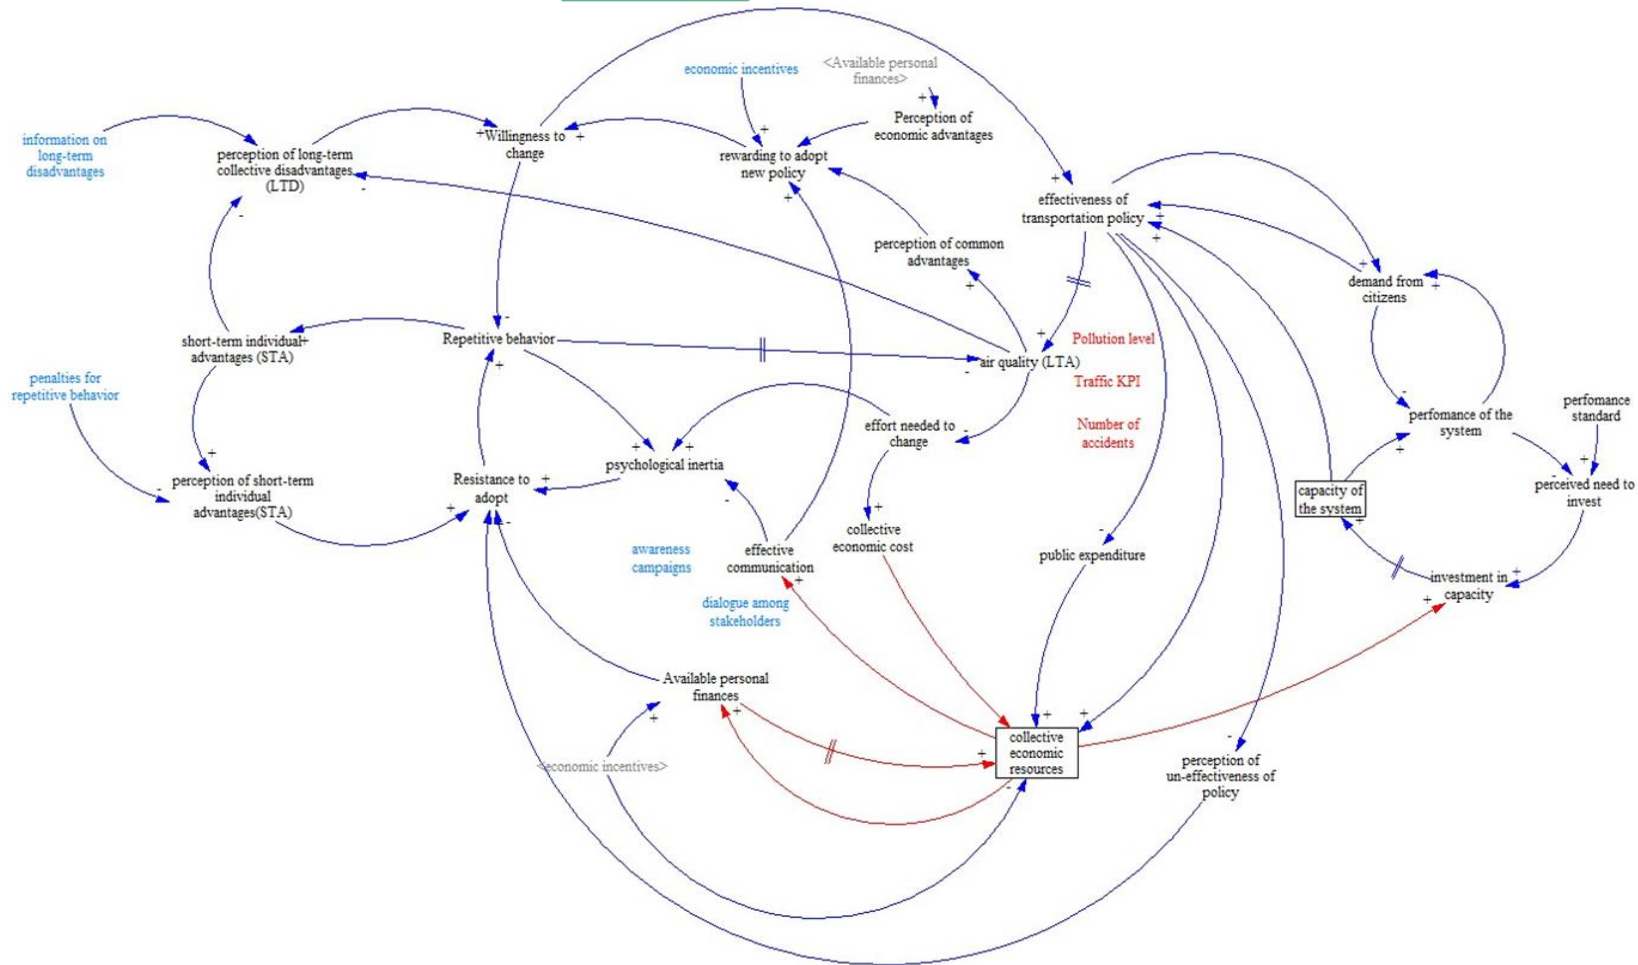 economic incentives
<Available personal
finances>
Perception of
economic advantages
information on
long-term
disadvantages
perception of long-term
collective disadvantages
(LTD)
Willingness to
change
rewarding to adopt
new policy
effectiveness of
transportation policy
perception of common
advantages
demand from
citizens
short-term individual
advantages (STA)
Repetitive behavior
air quality (LTA)
Pollution level
Traffic KPI
Number of
accidents
penalties for
repetitive behavior
effort needed to
change
perfomance of the
system
perfomance
standard
perception of short-term
individual
advantages(STA)
Resistance to
adopt
psychological inertia
capacity of
the system
perceived need to
invest
awareness
campaigns
effective
communication
collective
economic cost
public expenditure
investment in
capacity
dialogue among
stakeholders
Available personal
finances
<economic incentives>
collective
economic
resources
perception of
un-effectiveness of
policy